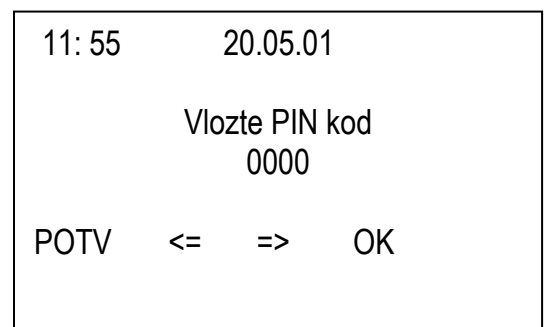 11: 55 20.05.01
Vlozte PIN kod
0000
POTV <= => OK